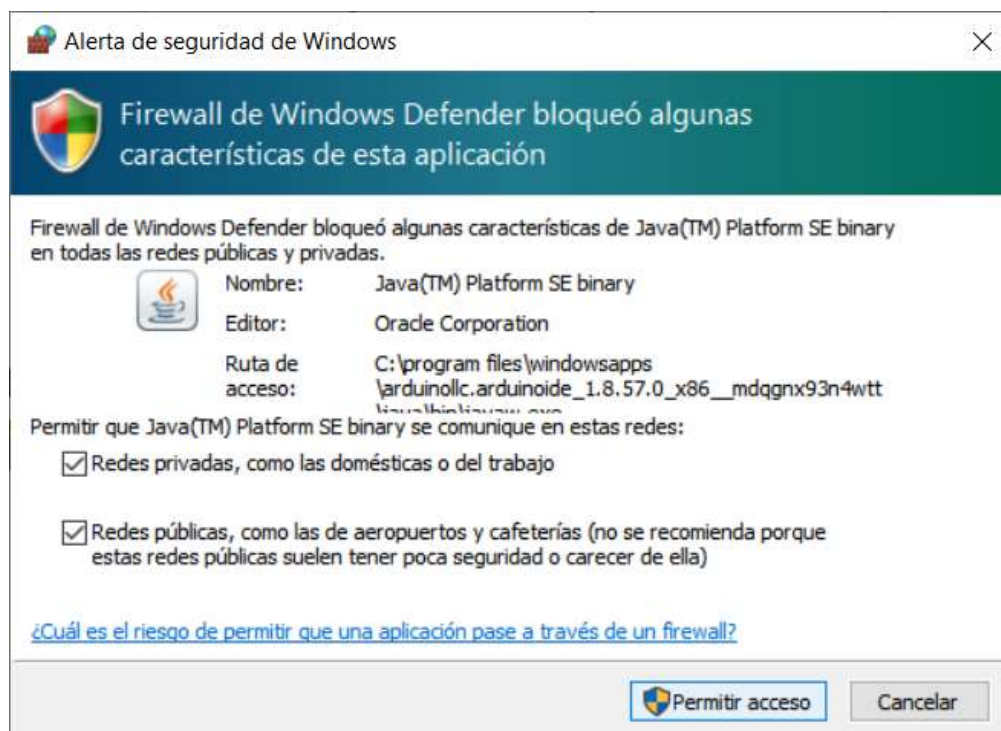 Alerta de seguridad de Windows
Firewall de Windows Defender bloqueó algunas
características de esta aplicación
Firewall de Windows Defender bloqueó algunas características de Java(TM) Platform SE binary
en todas las redes públicas y privadas.
Nombre: Java(TM) Platform SE binary
Editor: Oracle Corporation
Ruta de acceso: C:\program files\windowsapps
\arduinollc.arduinoide_1.8.57.0_x86__mdqgnx93n4wtt
\java\bin\javaw.exe
Permitir que Java(TM) Platform SE binary se comunique en estas redes:
Redes privadas, como las domésticas o del trabajo
Redes públicas, como las de aeropuertos y cafeterías (no se recomienda porque
estas redes públicas suelen tener poca seguridad o carecer de ella)
¿Cuál es el riesgo de permitir que una aplicación pase a través de un firewall?
Permitir acceso
Cancelar